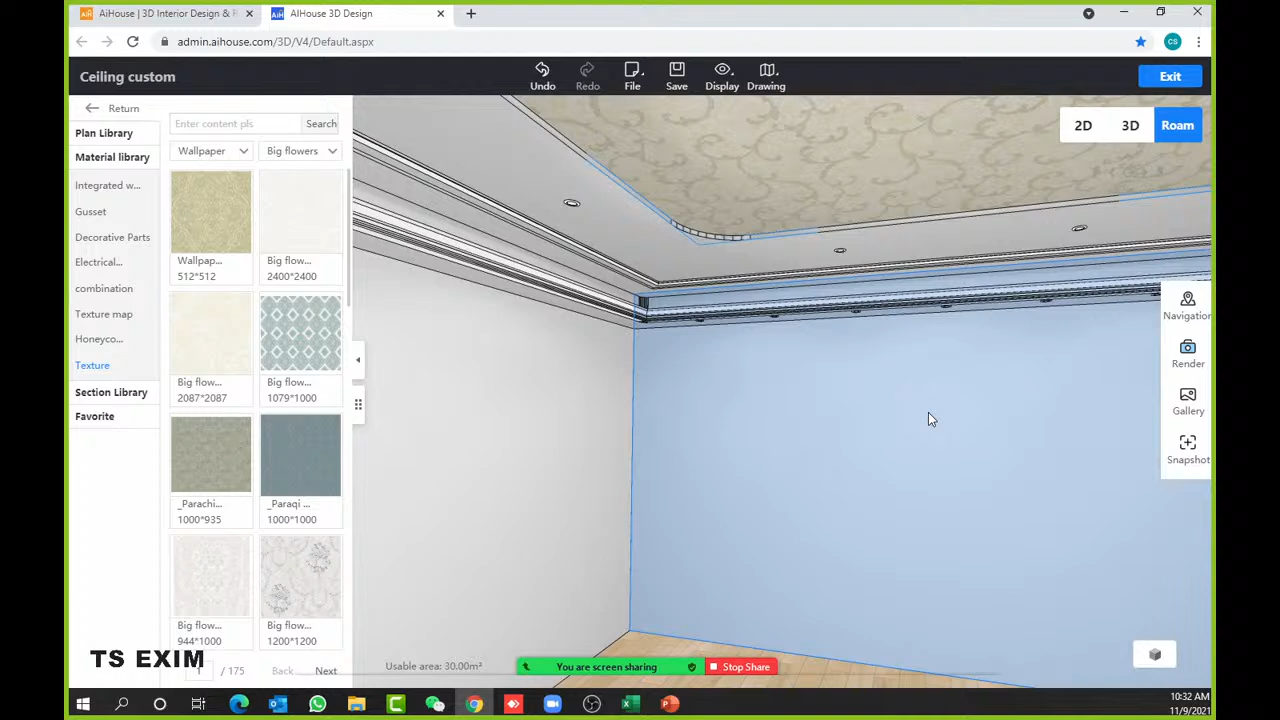 AiHouse | 3D Interior Design & R
AIHouse 3D Design
admin.aihouse.com/3D/V4/Default.aspx
CS
Ceiling custom
Undo
Redo
File
Save
Display
Drawing
Exit
Return
Plan Library
Material library
Integrated w...
Gusset
Decorative Parts
Electrical...
combination
Texture map
Honeyco...
Texture
Section Library
Favorite
Enter content pls
Search
Wallpaper
Big flowers
Wallpap...
512*512
Big flow...
2400*2400
Big flow...
2087*2087
Big flow...
1079*1000
_Parachi...
1000*935
_Paraqi ...
1000*1000
Big flow...
944*1000
Big flow...
1200*1200
1 / 175
Back
Next
2D
3D
Roam
Navigation
Render
Gallery
Snapshot
Usable area: 30.00m²
You are screen sharing
Stop Share
TS EXIM
10:32 AM
11/9/2021